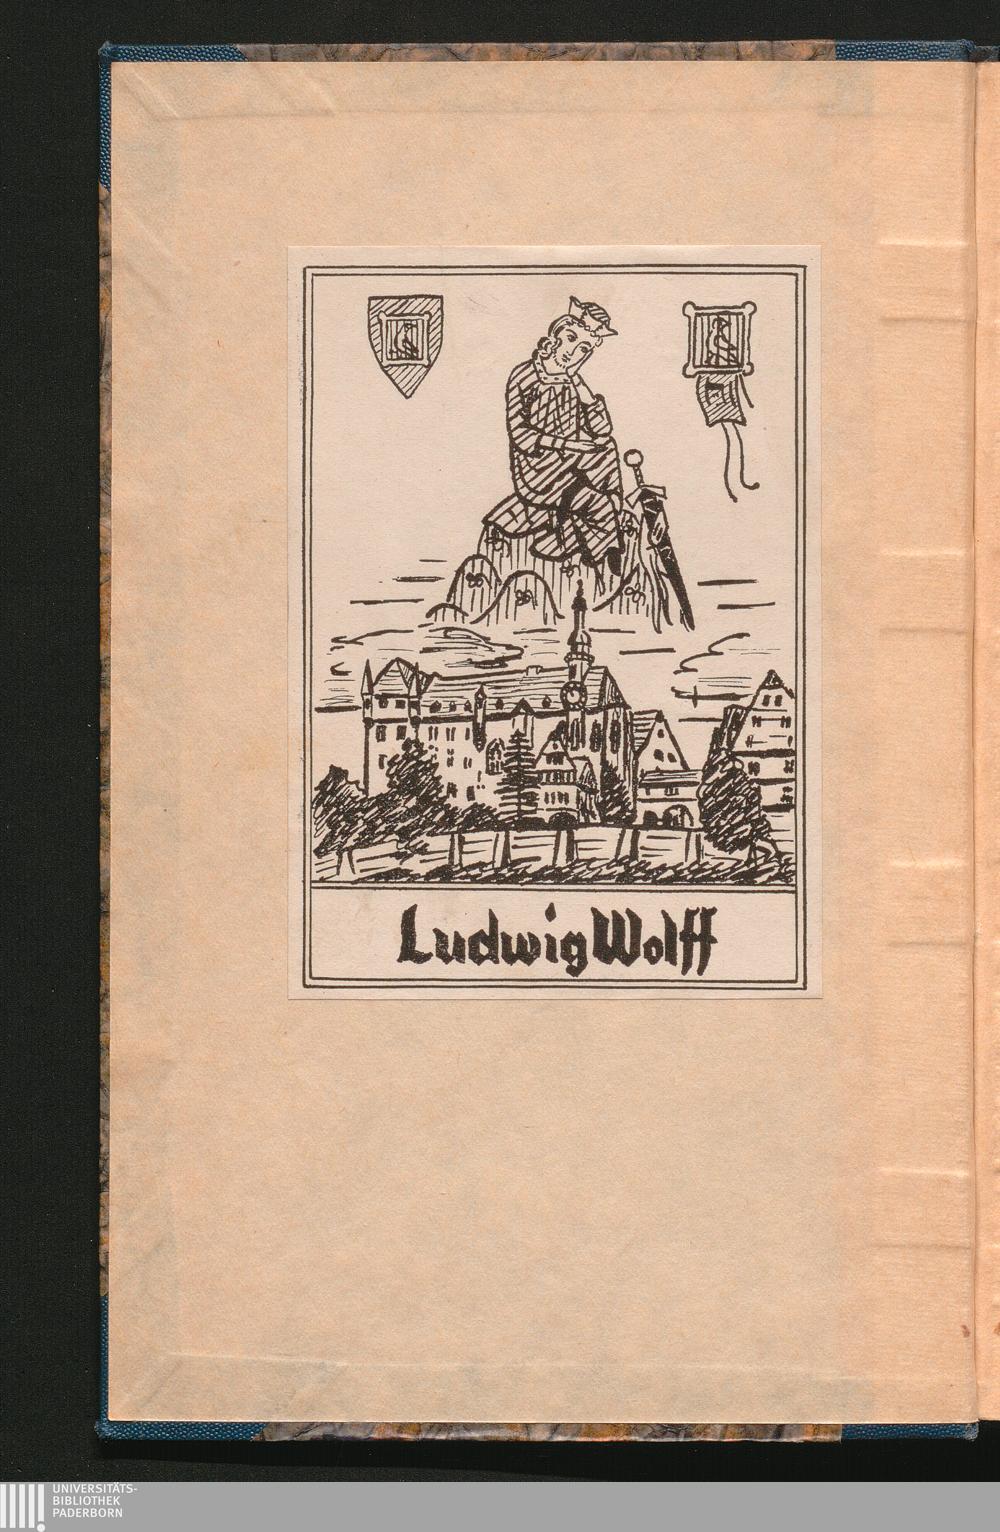 Ludwig Wolff
UNIVERSITÄTS-
BIBLIOTHEK
PADERBORN